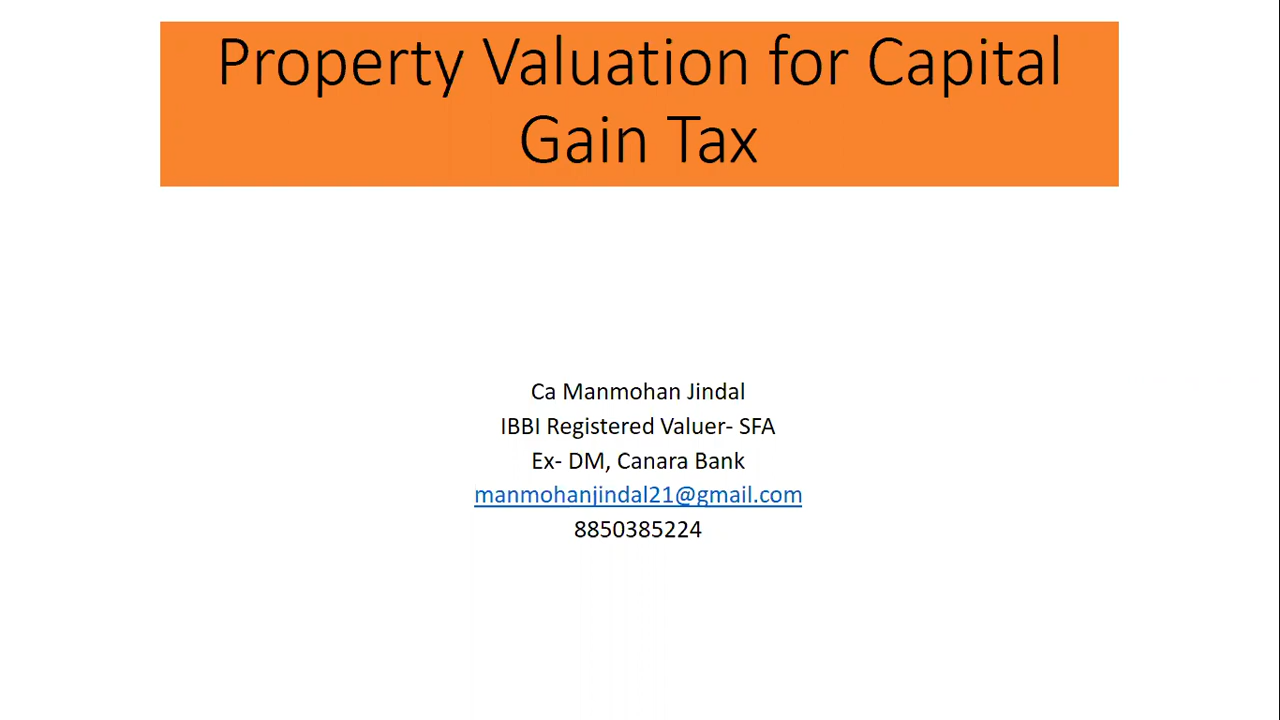 Property Valuation for Capital
Gain Tax
Ca Manmohan Jindal
IBBI Registered Valuer- SFA
Ex- DM, Canara Bank
manmohanjindal21@gmail.com
8850385224